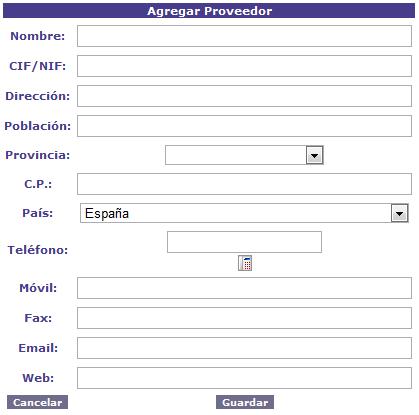 Agregar Proveedor
Nombre:
CIF/NIF:
Dirección:
Población:
Provincia:
C.P.:
País: España
Teléfono:
Móvil:
Fax:
Email:
Web:
Cancelar Guardar